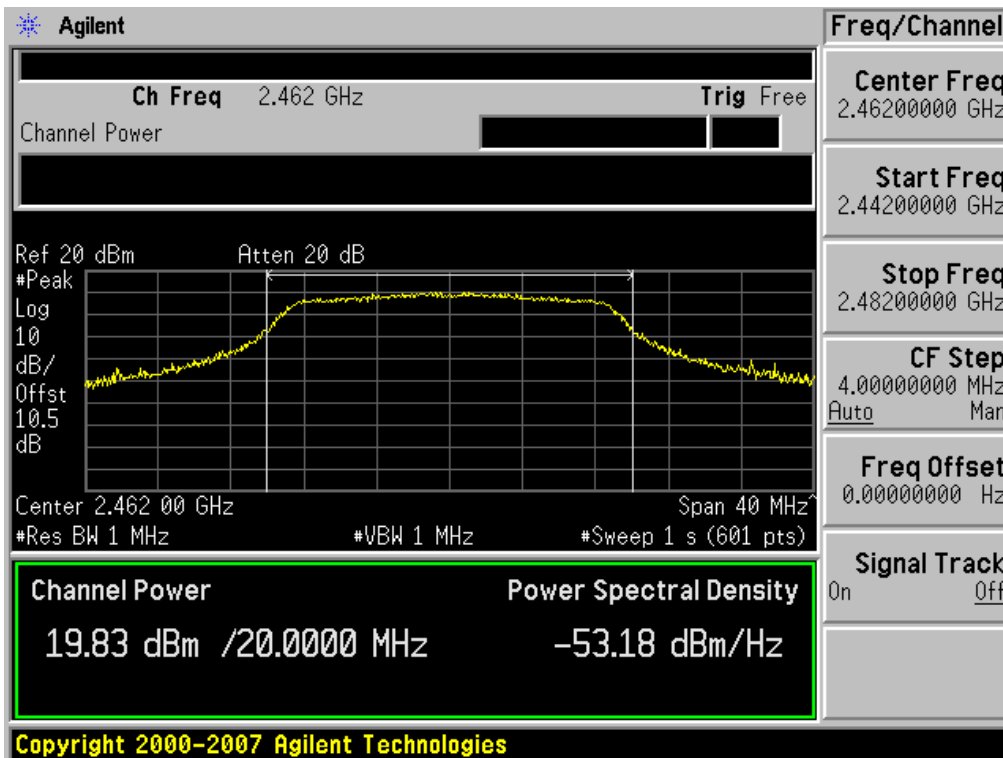 Agilent
Freq/Channel
Ch Freq 2.462 GHz Trig Free
Channel Power
Center Freq
2.46200000 GHz
Start Freq
2.44200000 GHz
Stop Freq
2.48200000 GHz
CF Step
4.00000000 MHz
Auto Man
Freq Offset
0.00000000 Hz
Signal Track
On Off
Ref 20 dBm Atten 20 dB
#Peak
Log
10
dB/
Offst
10.5
dB
Center 2.462 00 GHz Span 40 MHz^
#Res BW 1 MHz #VBW 1 MHz #Sweep 1 s (601 pts)
Channel Power Power Spectral Density
19.83 dBm /20.0000 MHz -53.18 dBm/Hz
Copyright 2000-2007 Agilent Technologies